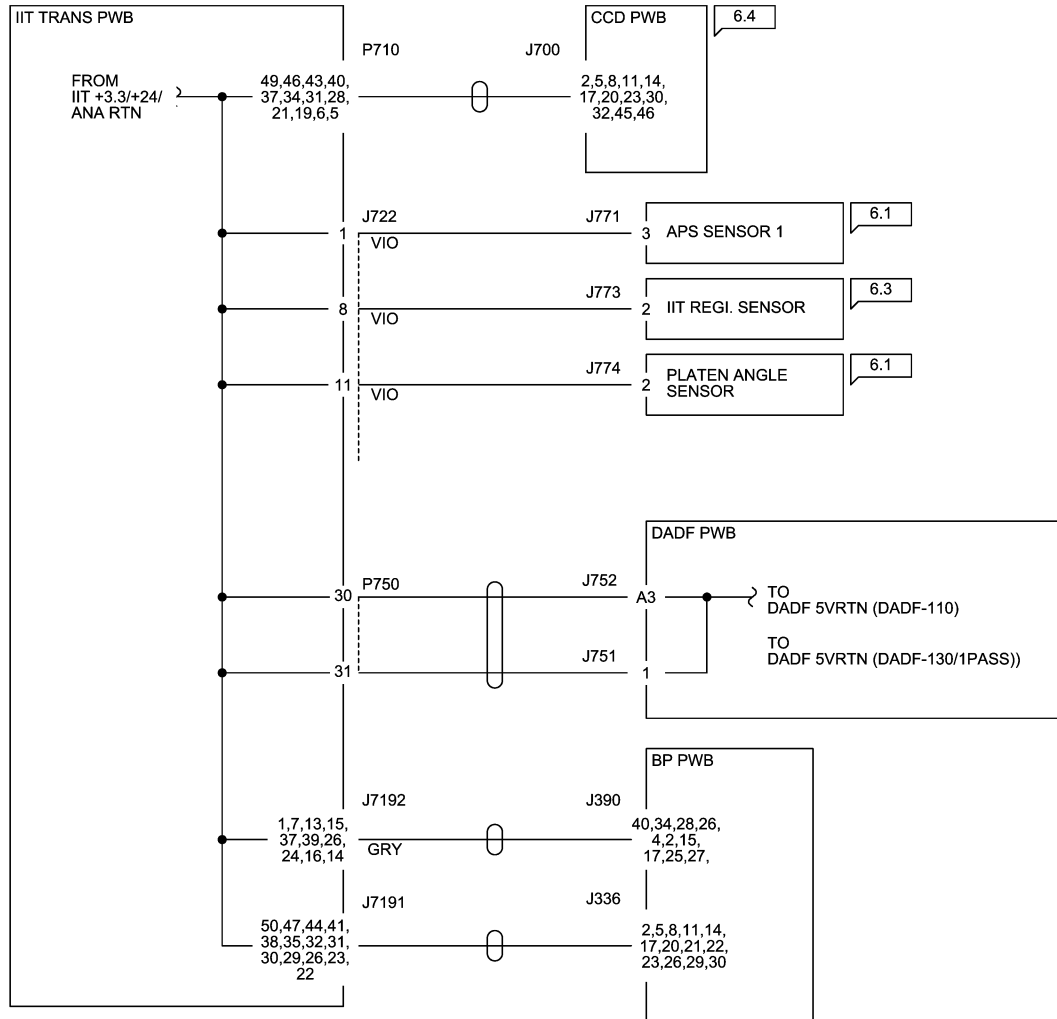 IIT TRANS PWB
CCD PWB
6.4
P710
J700
FROM
IIT +3.3/+24/
ANA RTN
49,46,43,40,
37,34,31,28,
21,19,6,5
2,5,8,11,14,
17,20,23,30,
32,45,46
J722
J771
6.1
1
VIO
3
APS SENSOR 1
J773
6.3
8
VIO
2
IIT REGI. SENSOR
J774
6.1
11
VIO
2
PLATEN ANGLE
SENSOR
DADF PWB
P750
J752
30
A3
TO
DADF 5VRTN (DADF-110)
J751
31
1
TO
DADF 5VRTN (DADF-130/1PASS))
BP PWB
J7192
J390
1,7,13,15,
37,39,26,
24,16,14
GRY
40,34,28,26,
4,2,15,
17,25,27,
J7191
J336
50,47,44,41,
38,35,32,31,
30,29,26,23,
22
2,5,8,11,14,
17,20,21,22,
23,26,29,30